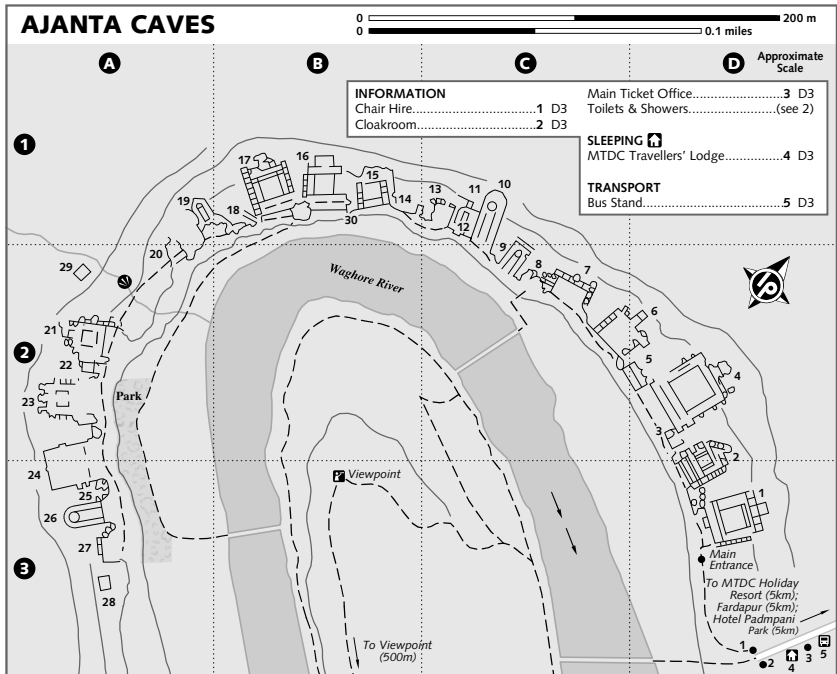 AJANTA CAVES
0 200 m
0 0.1 miles
Approximate
Scale
A B C D
INFORMATION
Chair Hire 1 D3
Cloakroom 2 D3
Main Ticket Office 3 D3
Toilets & Showers (see 2)
SLEEPING
MTDC Travellers' Lodge 4 D3
TRANSPORT
Bus Stand 5 D3
1
17 16 15 14 13 11 10
19 18 30 12
20 9 8 7
29
Waghore River
6
21
2
22 5 4
23 Park
3 2
24
Viewpoint
25 1
26
27
3
28
Main
Entrance
To MTDC Holiday
Resort (5km);
Fardapur (5km);
Hotel Padmpani
Park (5km)
To Viewpoint
(500m)
1 2 4 3 5